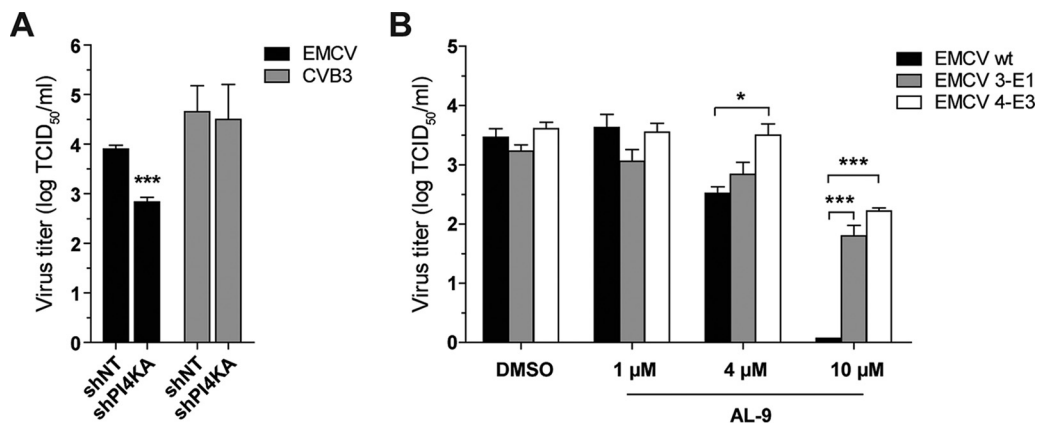 A
Virus titer (log TCID50/ml)
6
5
4
3
2
1
0
***
EMCV
CVB3
shNT
shPI4KA
shNT
shPI4KA
B
Virus titer (log TCID50/ml)
5
4
3
2
1
0
*
***
***
EMCV wt
EMCV 3-E1
EMCV 4-E3
DMSO 1 µM 4 µM 10 µM
AL-9